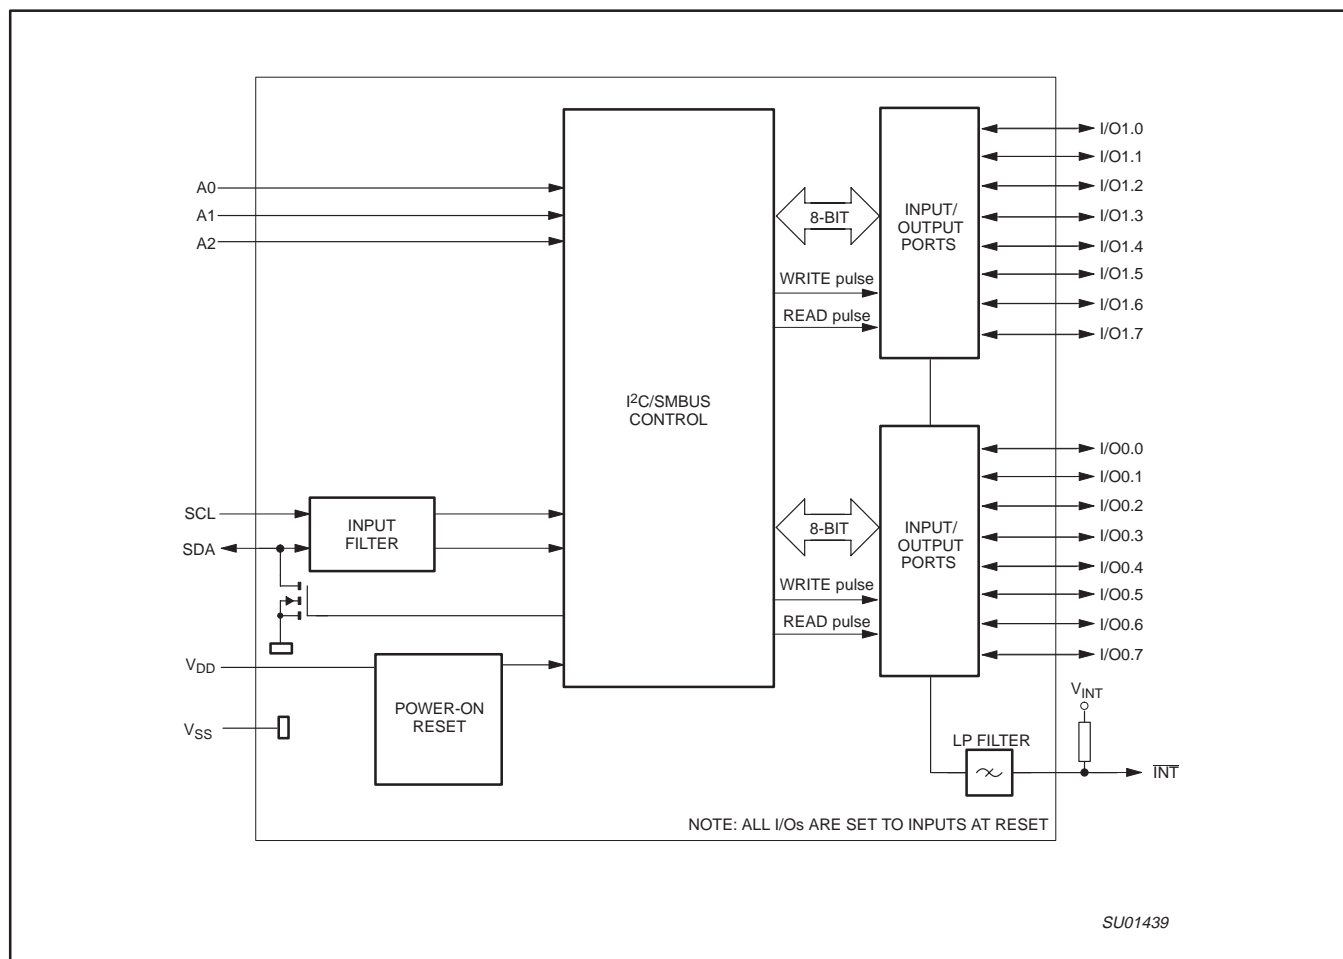 I/O1.0
I/O1.1
A0
I/O1.2
A1
8-BIT
INPUT/
OUTPUT
PORTS
I/O1.3
A2
I/O1.4
WRITE pulse
I/O1.5
READ pulse
I/O1.6
I/O1.7
I2C/SMBUS
CONTROL
I/O0.0
I/O0.1
SCL
INPUT
FILTER
I/O0.2
8-BIT
INPUT/
OUTPUT
PORTS
I/O0.3
SDA
I/O0.4
WRITE pulse
I/O0.5
READ pulse
I/O0.6
VDD
I/O0.7
POWER-ON
RESET
VINT
VSS
LP FILTER
INT
NOTE: ALL I/Os ARE SET TO INPUTS AT RESET
SU01439